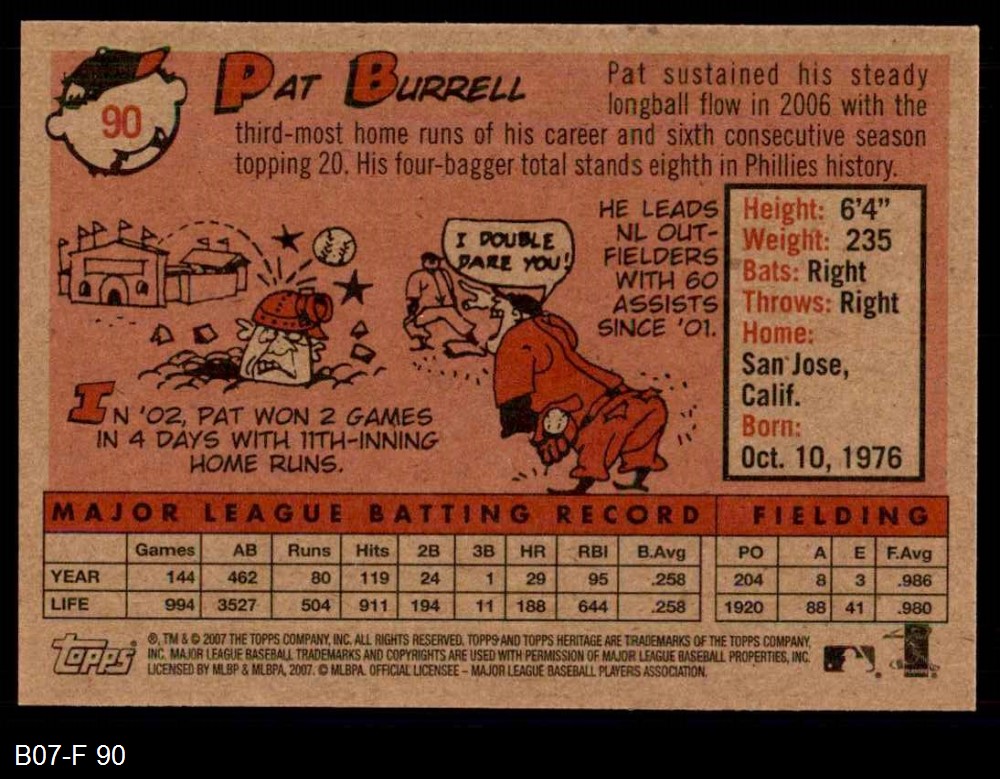 90
PAT BURRELL
Pat sustained his steady
longball flow in 2006 with the
third-most home runs of his career and sixth consecutive season
topping 20. His four-bagger total stands eighth in Phillies history.
I DOUBLE
DARE YOU!
IN '02, PAT WON 2 GAMES
IN 4 DAYS WITH 11TH-INNING
HOME RUNS.
HE LEADS
NL OUT-
FIELDERS
WITH 60
ASSISTS
SINCE '01.
Height: 6'4"
Weight: 235
Bats: Right
Throws: Right
Home:
San Jose,
Calif.
Born:
Oct. 10, 1976
MAJOR LEAGUE BATTING RECORD FIELDING
Games AB Runs Hits 2B 3B HR RBI B.Avg PO A E F.Avg
YEAR 144 462 80 119 24 1 29 95 .258 204 8 3 .986
LIFE 994 3527 504 911 194 11 188 644 .258 1920 88 41 .980
Topps
®, TM & © 2007 THE TOPPS COMPANY, INC. ALL RIGHTS RESERVED. TOPPS AND TOPPS HERITAGE ARE TRADEMARKS OF THE TOPPS COMPANY,
INC. MAJOR LEAGUE BASEBALL TRADEMARKS AND COPYRIGHTS ARE USED WITH PERMISSION OF MAJOR LEAGUE BASEBALL PROPERTIES, INC.
LICENSED BY MLBP & MLBPA, 2007. © MLBPA. OFFICIAL LICENSEE – MAJOR LEAGUE BASEBALL PLAYERS ASSOCIATION.
B07-F 90